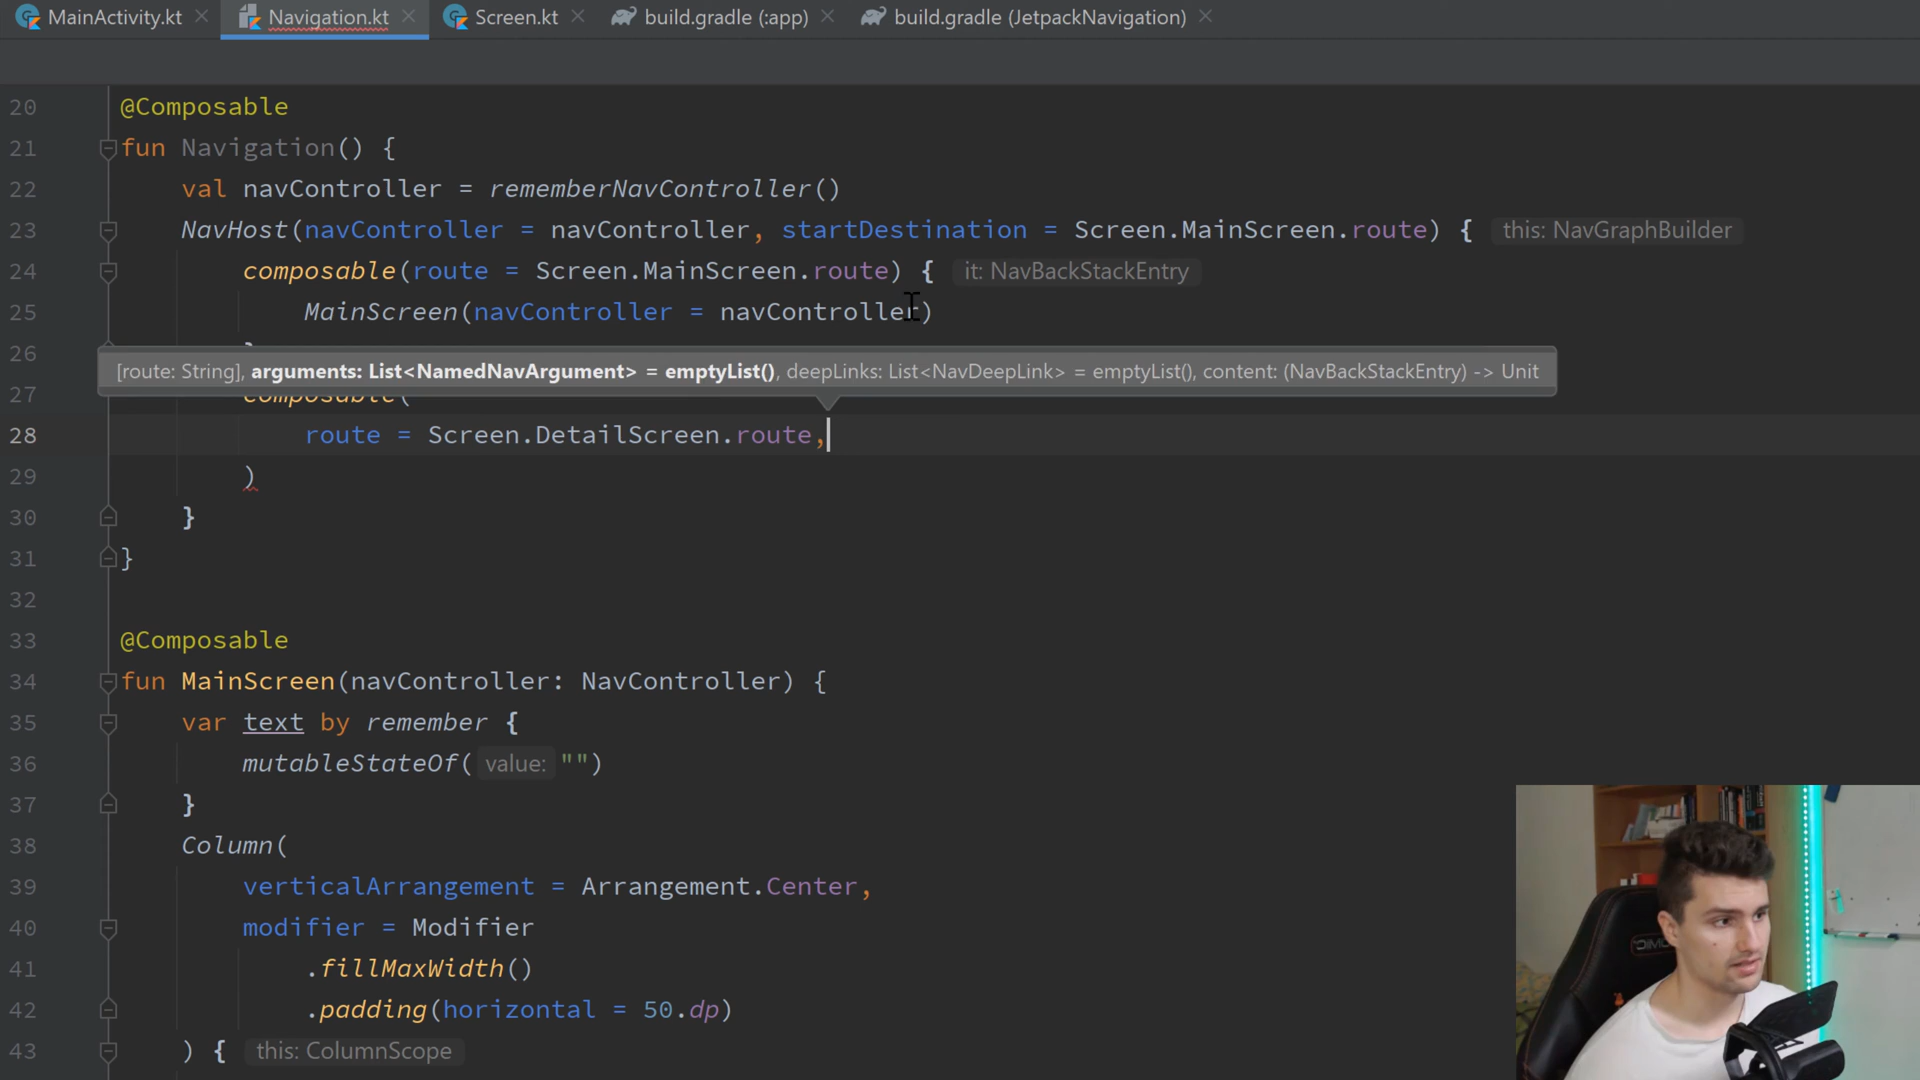 MainActivity.kt Navigation.kt Screen.kt build.gradle (:app) build.gradle (JetpackNavigation)
20 @Composable
21 fun Navigation() {
22 val navController = rememberNavController()
23 NavHost(navController = navController, startDestination = Screen.MainScreen.route) { this: NavGraphBuilder
24 composable(route = Screen.MainScreen.route) { it: NavBackStackEntry
25 MainScreen(navController = navController)
26 }
[route: String], arguments: List<NamedNavArgument> = emptyList(), deepLinks: List<NavDeepLink> = emptyList(), content: (NavBackStackEntry) -> Unit
27 composable(
28 route = Screen.DetailScreen.route,
29 )
30 }
31 }
32
33 @Composable
34 fun MainScreen(navController: NavController) {
35 var text by remember {
36 mutableStateOf( value: "")
37 }
38 Column(
39 verticalArrangement = Arrangement.Center,
40 modifier = Modifier
41 .fillMaxWidth()
42 .padding(horizontal = 50.dp)
43 ) { this: ColumnScope